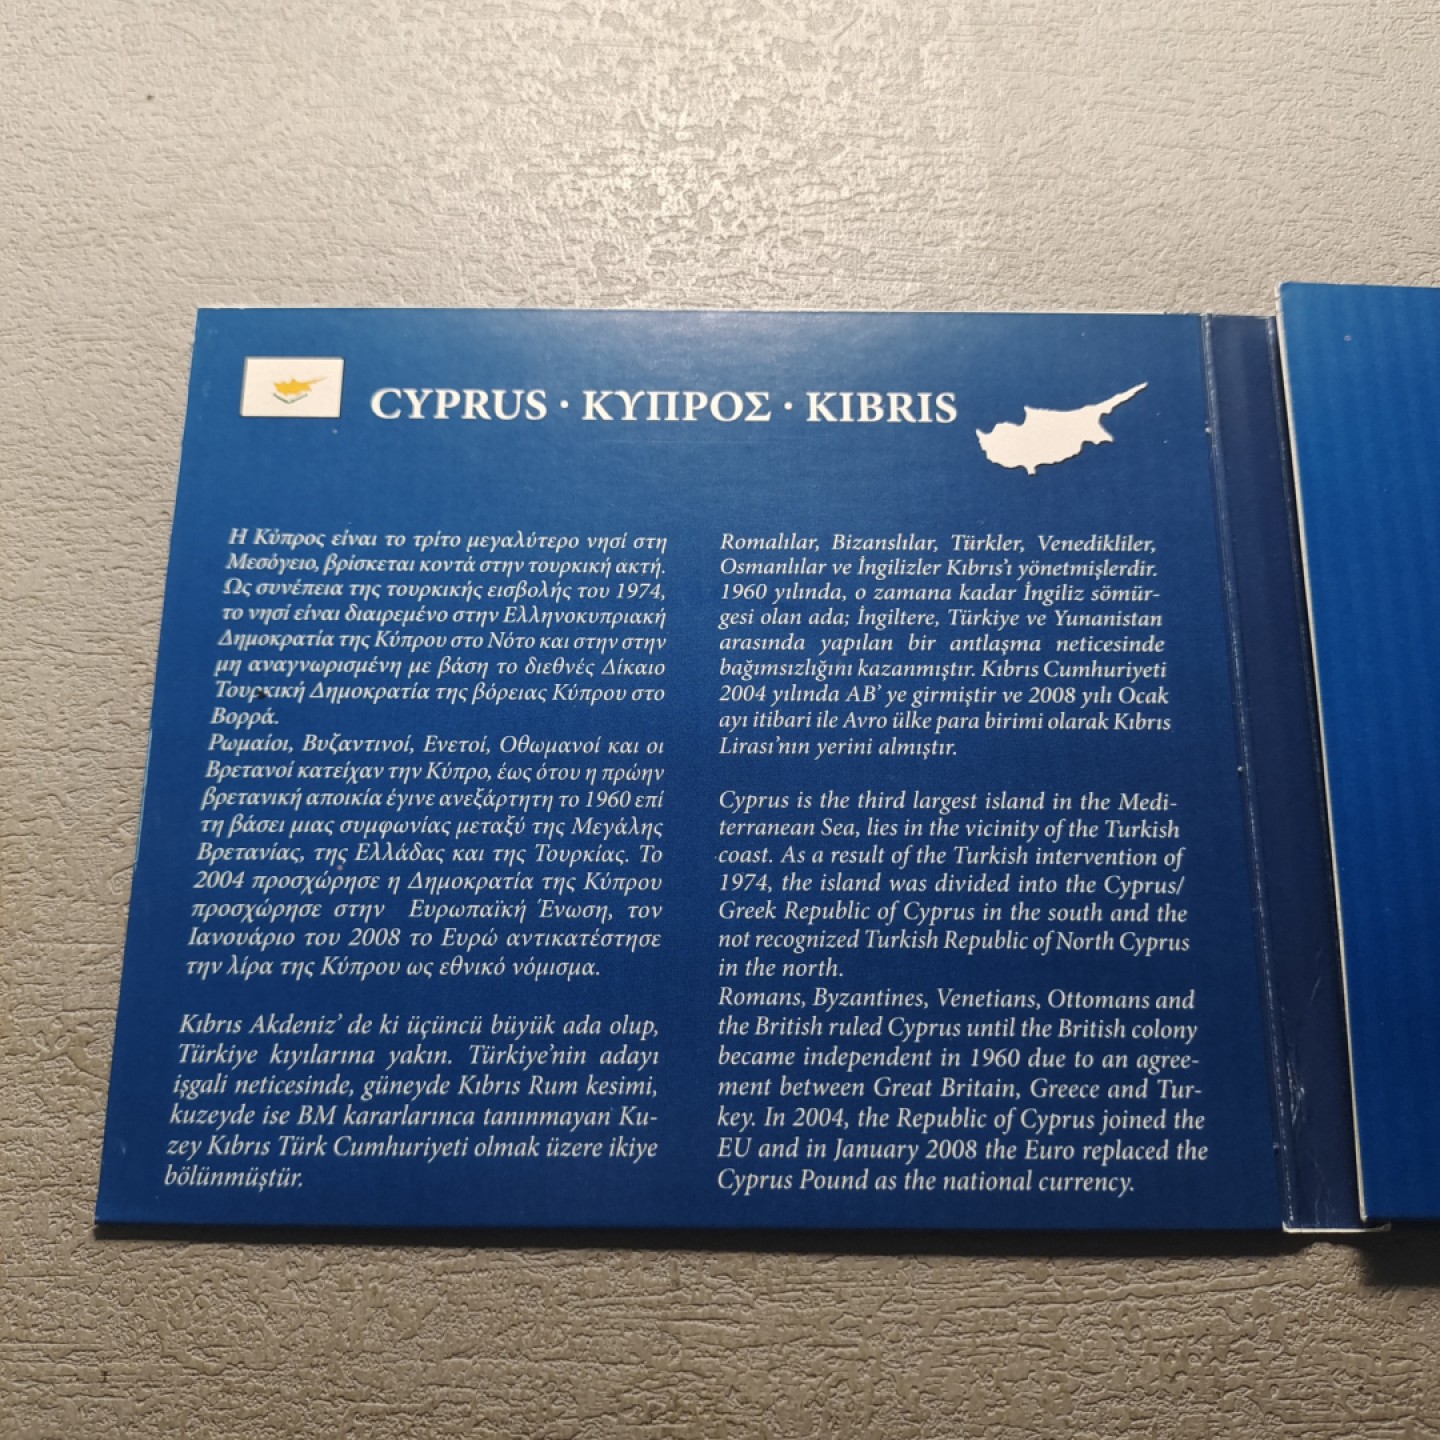 CYPRUS · ΚΥΠΡΟΣ · KIBRIS
Η Κύπρος είναι το τρίτο μεγαλύτερο νησί στη
Μεσόγειο, βρίσκεται κοντά στην τουρκική ακτή.
Ως συνέπεια της τουρκικής εισβολής του 1974,
το νησί είναι διαιρεμένο στην Ελληνοκυπριακή
Δημοκρατία της Κύπρου στο Νότο και στην στην
μη αναγνωρισμένη με βάση το διεθνές Δίκαιο
Τουρκική Δημοκρατία της βόρειας Κύπρου στο
Βορρά.
Ρωμαίοι, Βυζαντινοί, Ενετοί, Οθωμανοί και οι
Βρετανοί κατείχαν την Κύπρο, έως ότου η πρώην
βρετανική αποικία έγινε ανεξάρτητη το 1960 επί
τη βάσει μιας συμφωνίας μεταξύ της Μεγάλης
Βρετανίας, της Ελλάδας και της Τουρκίας. Το
2004 προσχώρησε η Δημοκρατία της Κύπρου
προσχώρησε στην Ευρωπαϊκή Ένωση, τον
Ιανουάριο του 2008 το Ευρώ αντικατέστησε
την λίρα της Κύπρου ως εθνικό νόμισμα.
Kıbrıs Akdeniz' de ki üçüncü büyük ada olup,
Türkiye kıyılarına yakın. Türkiye'nin adayı
işgali neticesinde, güneyde Kıbrıs Rum kesimi,
kuzeyde ise BM kararlarınca tanınmayan Ku-
zey Kıbrıs Türk Cumhuriyeti olmak üzere ikiye
bölünmüştür.
Romalılar, Bizanslılar, Türkler, Venedikliler,
Osmanlılar ve İngilizler Kıbrıs'ı yönetmişlerdir.
1960 yılında, o zamana kadar İngiliz sömür-
gesi olan ada; İngiltere, Türkiye ve Yunanistan
arasında yapılan bir antlaşma neticesinde
bağımsızlığını kazanmıştır. Kıbrıs Cumhuriyeti
2004 yılında AB' ye girmiştir ve 2008 yılı Ocak
ayı itibari ile Avro ülke para birimi olarak Kıbrıs
Lirası'nın yerini almıştır.
Cyprus is the third largest island in the Medi-
terranean Sea, lies in the vicinity of the Turkish
coast. As a result of the Turkish intervention of
1974, the island was divided into the Cyprus/
Greek Republic of Cyprus in the south and the
not recognized Turkish Republic of North Cyprus
in the north.
Romans, Byzantines, Venetians, Ottomans and
the British ruled Cyprus until the British colony
became independent in 1960 due to an agree-
ment between Great Britain, Greece and Tur-
key. In 2004, the Republic of Cyprus joined the
EU and in January 2008 the Euro replaced the
Cyprus Pound as the national currency.